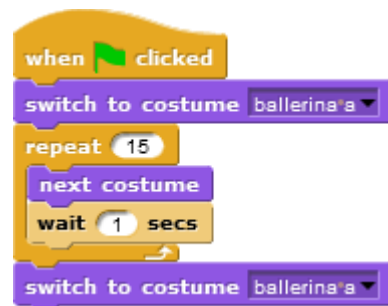 when clicked
switch to costume ballerina a
repeat 15
next costume
wait 1 secs
switch to costume ballerina a